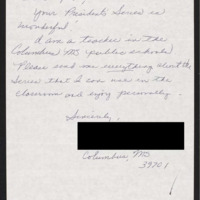 Your Presidents Series is
wonderful.
I am a teacher in the
Columbus MS public schools.
Please send me everything about the
Series that I can use in the
classroom and enjoy personally.
Sincerely,
Columbus, MS
39701